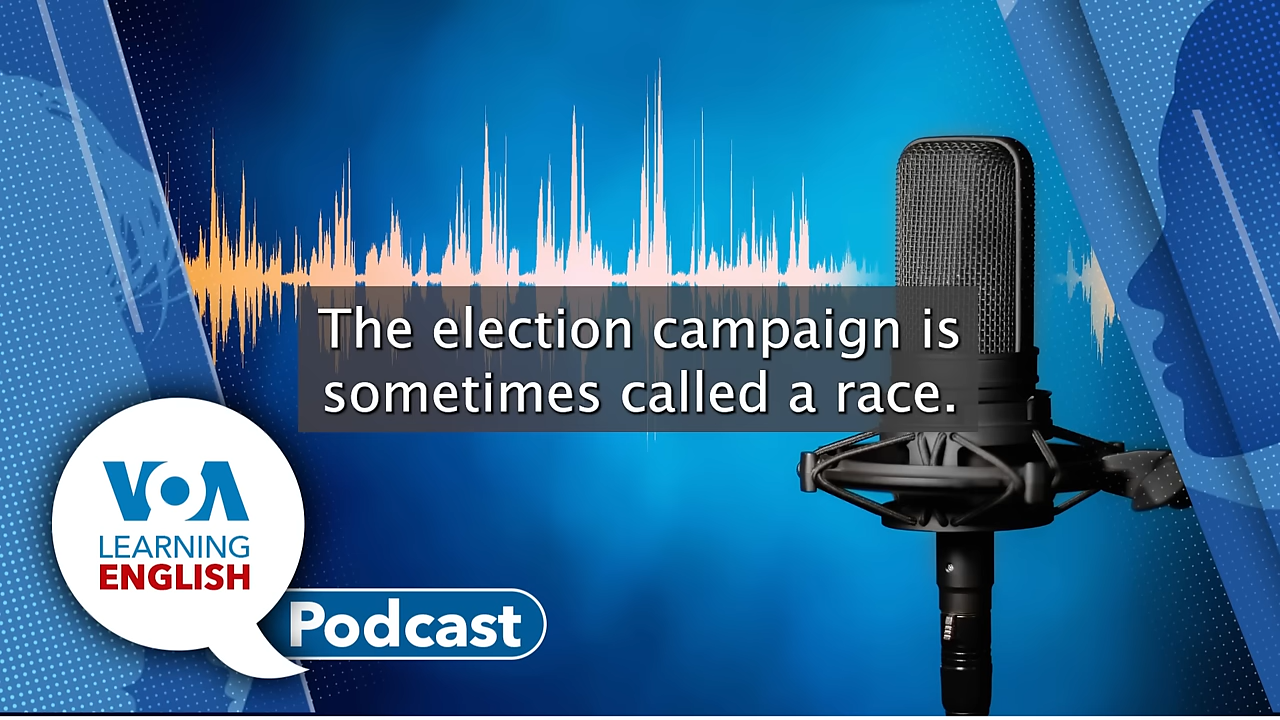 The election campaign is
sometimes called a race.
VOA
LEARNING
ENGLISH
Podcast